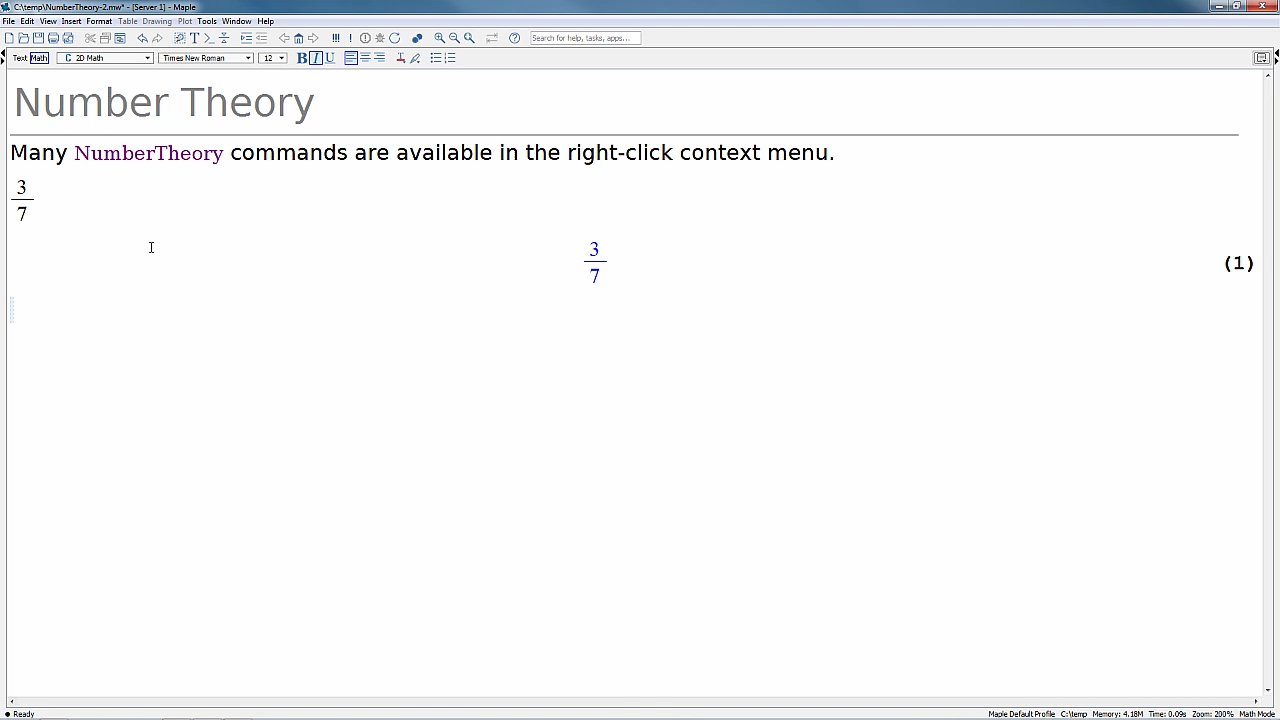 C:\temp\NumberTheory-2.mw* - [Server 1] - Maple
File Edit View Insert Format Table Drawing Plot Tools Window Help
Search for help, tasks, apps...
Text Math C 2D Math Times New Roman 12 B I U
Number Theory
Many NumberTheory commands are available in the right-click context menu.
3
7
3
7
(1)
Ready Maple Default Profile C:\temp Memory: 4.18M Time: 0.09s Zoom: 200% Math Mode